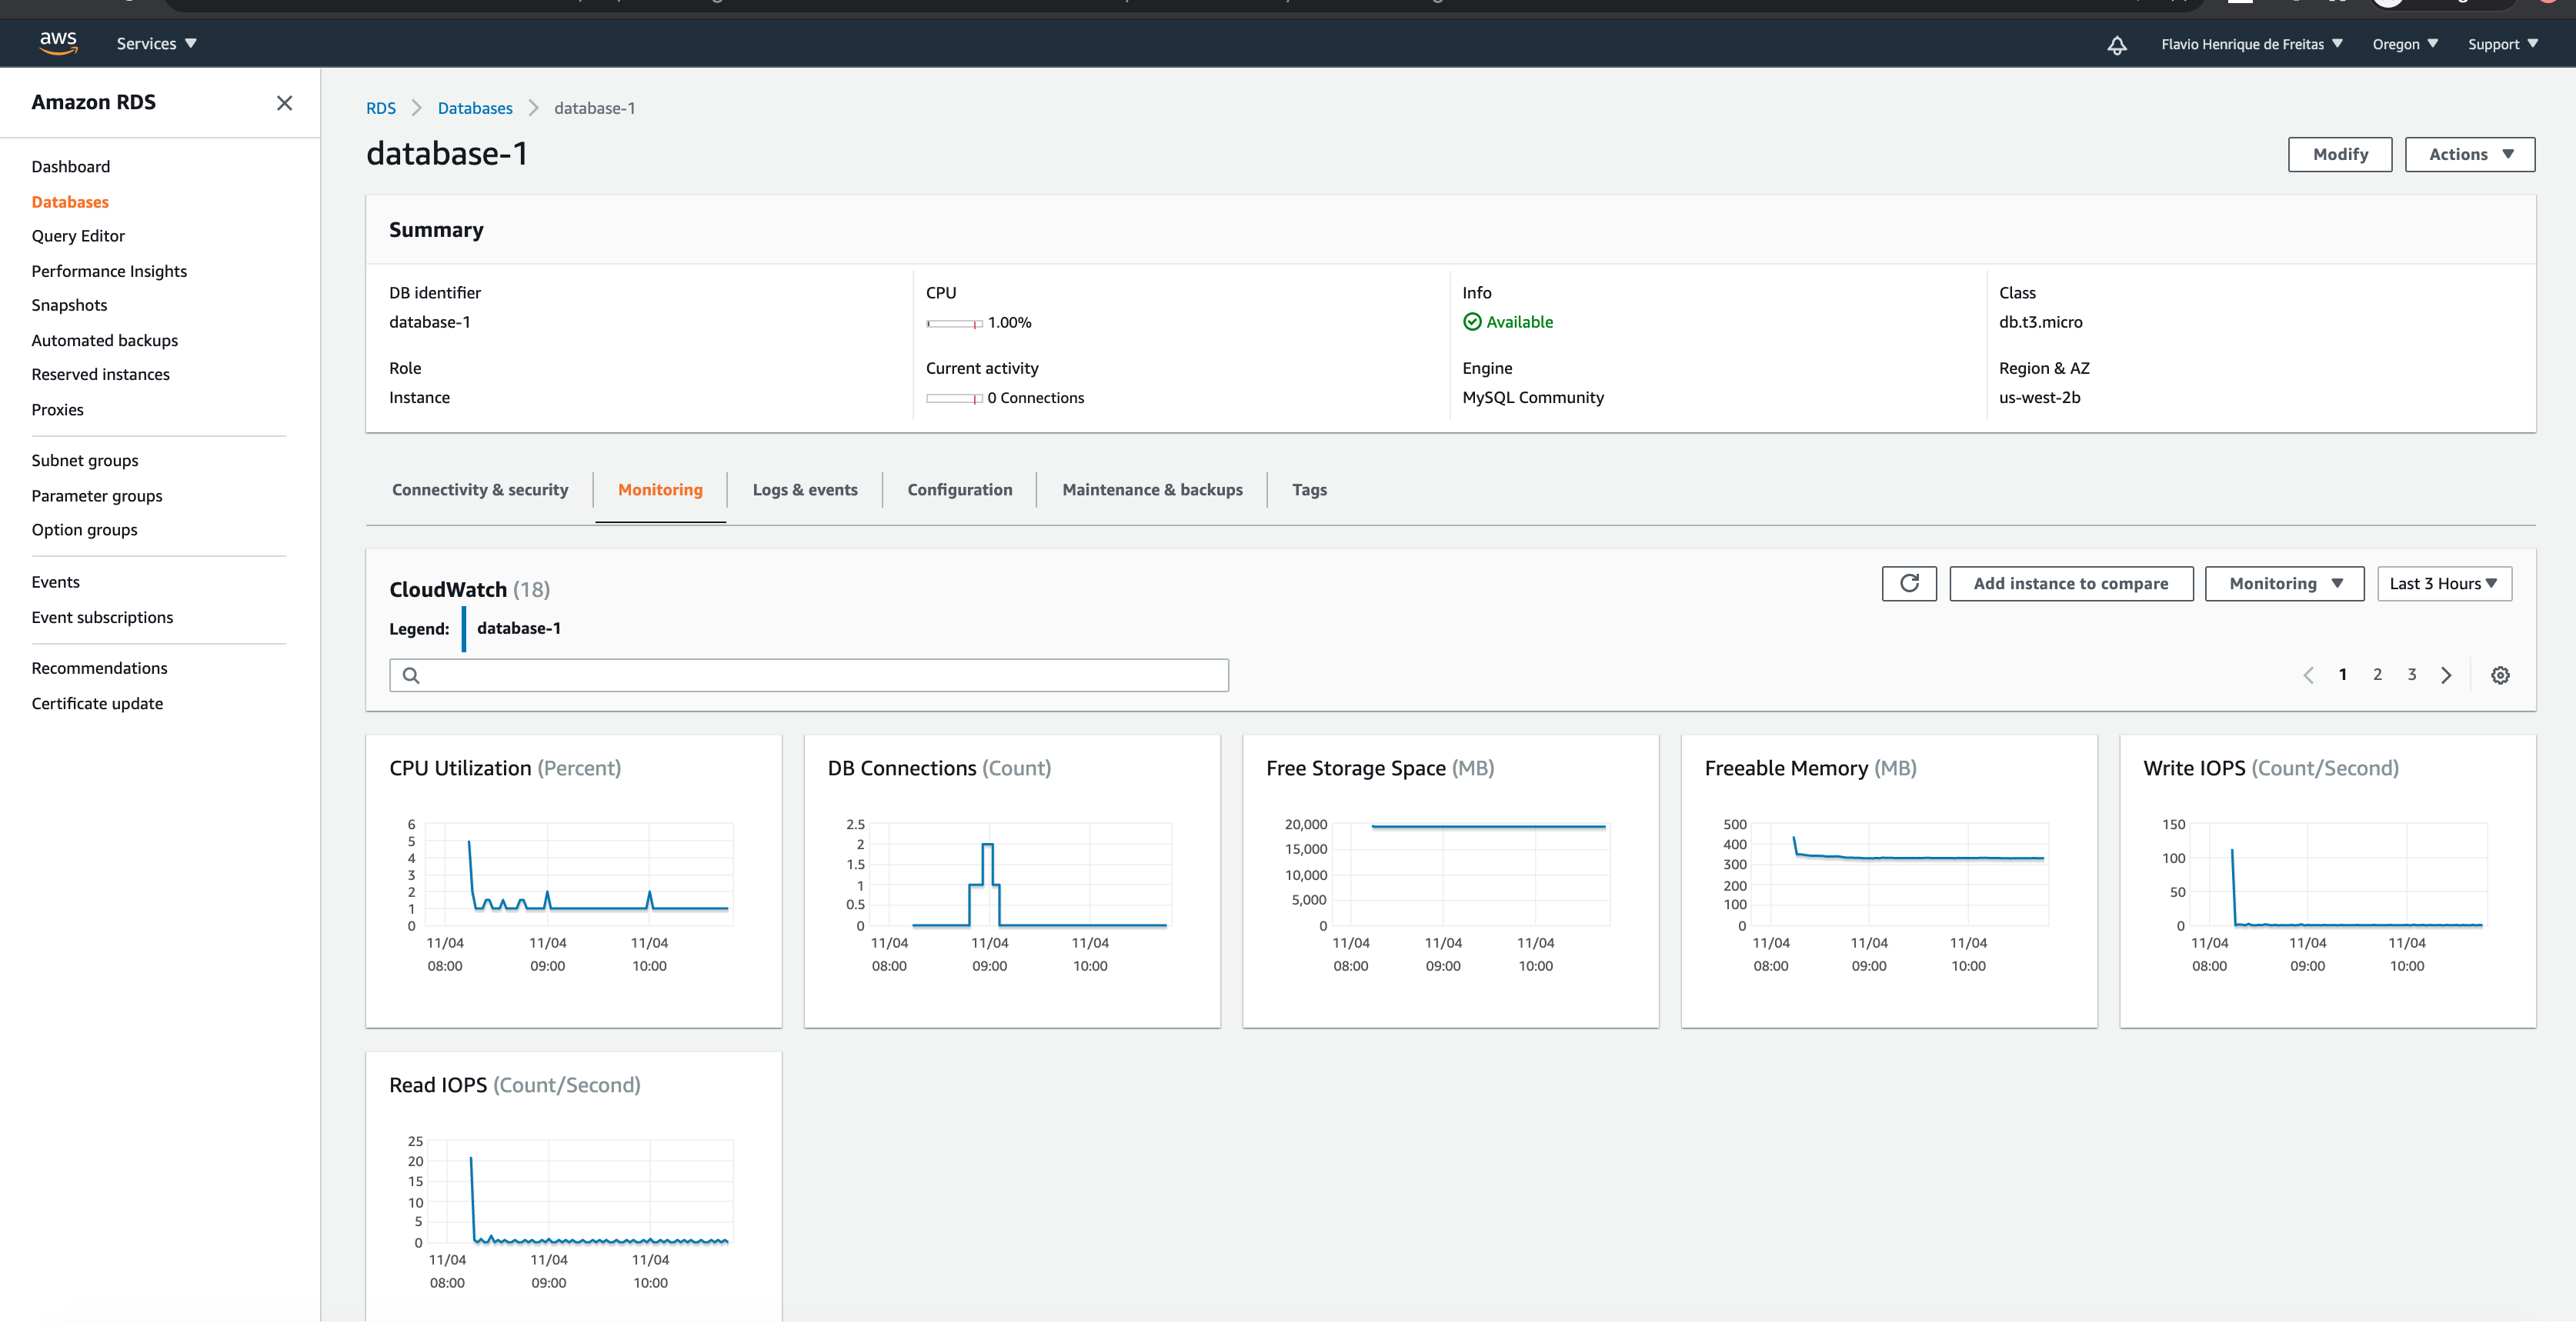 aws
Services
Flavio Henrique de Freitas
Oregon
Support
Amazon RDS
Dashboard
Databases
Query Editor
Performance Insights
Snapshots
Automated backups
Reserved instances
Proxies
Subnet groups
Parameter groups
Option groups
Events
Event subscriptions
Recommendations
Certificate update
RDS
Databases
database-1
database-1
Modify
Actions
Summary
DB identifier
database-1
Role
Instance
CPU
1.00%
Current activity
0 Connections
Info
Available
Engine
MySQL Community
Class
db.t3.micro
Region & AZ
us-west-2b
Connectivity & security
Monitoring
Logs & events
Configuration
Maintenance & backups
Tags
CloudWatch (18)
Add instance to compare
Monitoring
Last 3 Hours
Legend:
database-1
1 2 3
CPU Utilization (Percent)
6
5
4
3
2
1
0
11/04 11/04 11/04
08:00 09:00 10:00
DB Connections (Count)
2.5
2
1.5
1
0.5
0
11/04 11/04 11/04
08:00 09:00 10:00
Free Storage Space (MB)
20,000
15,000
10,000
5,000
0
11/04 11/04 11/04
08:00 09:00 10:00
Freeable Memory (MB)
500
400
300
200
100
0
11/04 11/04 11/04
08:00 09:00 10:00
Write IOPS (Count/Second)
150
100
50
0
11/04 11/04 11/04
08:00 09:00 10:00
Read IOPS (Count/Second)
25
20
15
10
5
0
11/04 11/04 11/04
08:00 09:00 10:00